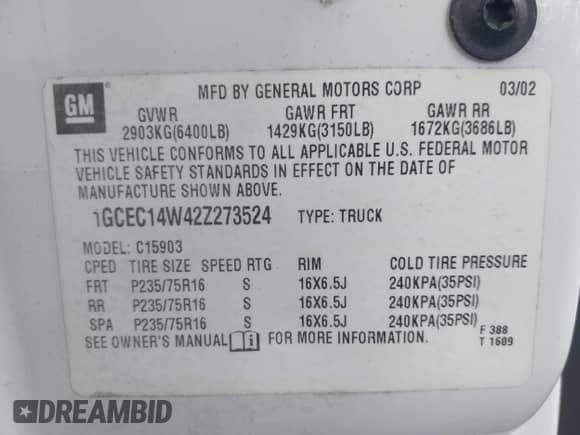 GM
MFD BY GENERAL MOTORS CORP 03/02
GVWR GAWR FRT GAWR RR
2903KG(6400LB) 1429KG(3150LB) 1672KG(3686LB)
THIS VEHICLE CONFORMS TO ALL APPLICABLE U.S. FEDERAL MOTOR
VEHICLE SAFETY STANDARDS IN EFFECT ON THE DATE OF
MANUFACTURE SHOWN ABOVE.
1GCEC14W42Z273524 TYPE: TRUCK
MODEL: C15903
CPED TIRE SIZE SPEED RTG RIM COLD TIRE PRESSURE
FRT P235/75R16 S 16X6.5J 240KPA(35PSI)
RR P235/75R16 S 16X6.5J 240KPA(35PSI)
SPA P235/75R16 S 16X6.5J 240KPA(35PSI)
SEE OWNER'S MANUAL FOR MORE INFORMATION.
F 388
T 1609
DREAMBID